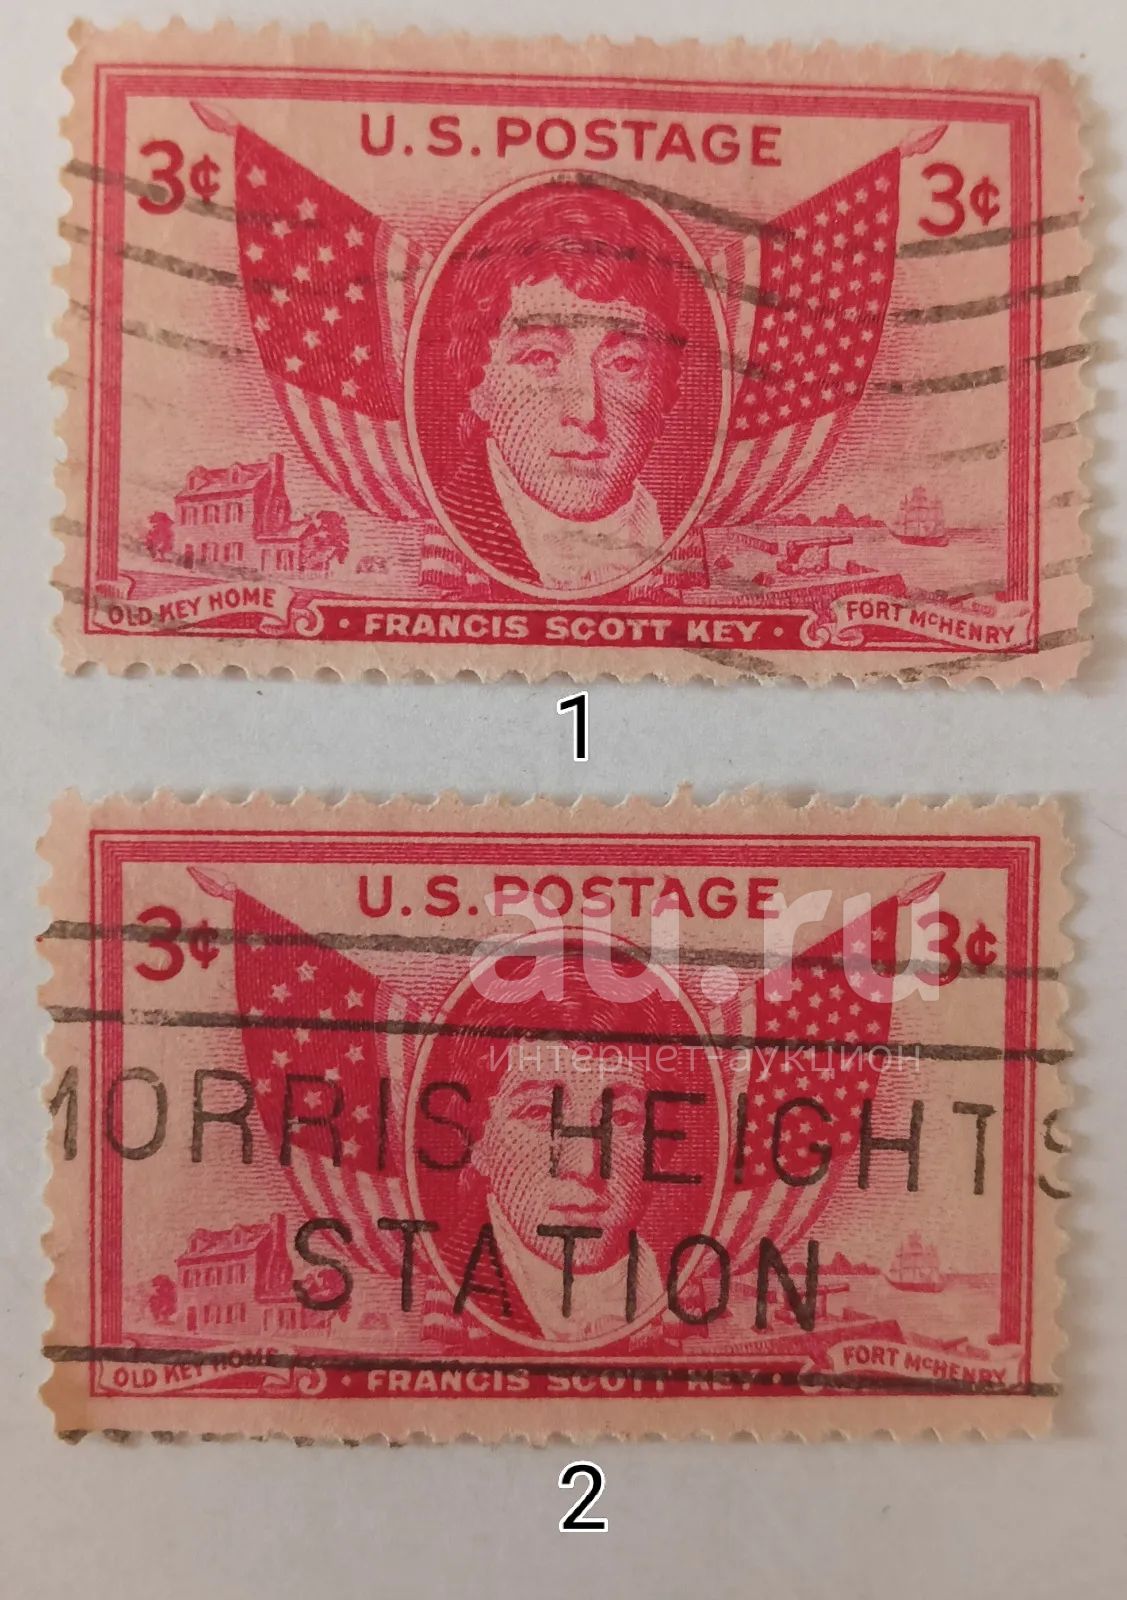 U.S. POSTAGE
3¢
3¢
OLD KEY HOME
· FRANCIS SCOTT KEY ·
FORT McHENRY
1
U.S. POSTAGE
3¢
3¢
au.ru
интернет-аукцион
MORRIS HEIGHTS
STATION
OLD KEY HOME
· FRANCIS SCOTT KEY ·
FORT McHENRY
2